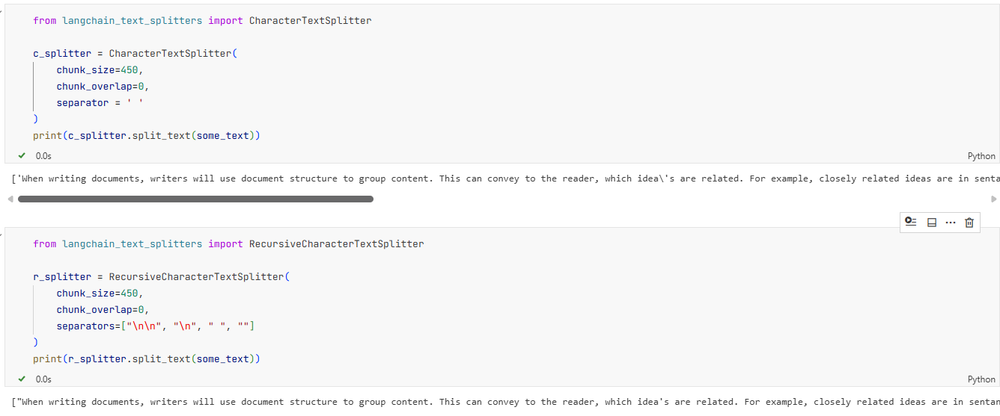 from langchain_text_splitters import CharacterTextSplitter
c_splitter = CharacterTextSplitter(
    chunk_size=450,
    chunk_overlap=0,
    separator = ' '
)
print(c_splitter.split_text(some_text))
0.0s
Python
['When writing documents, writers will use document structure to group content. This can convey to the reader, which idea\'s are related. For example, closely related ideas are in senta
from langchain_text_splitters import RecursiveCharacterTextSplitter
r_splitter = RecursiveCharacterTextSplitter(
    chunk_size=450,
    chunk_overlap=0,
    separators=["\n\n", "\n", " ", ""]
)
print(r_splitter.split_text(some_text))
0.0s
Python
["When writing documents, writers will use document structure to group content. This can convey to the reader, which idea's are related. For example, closely related ideas are in sentan